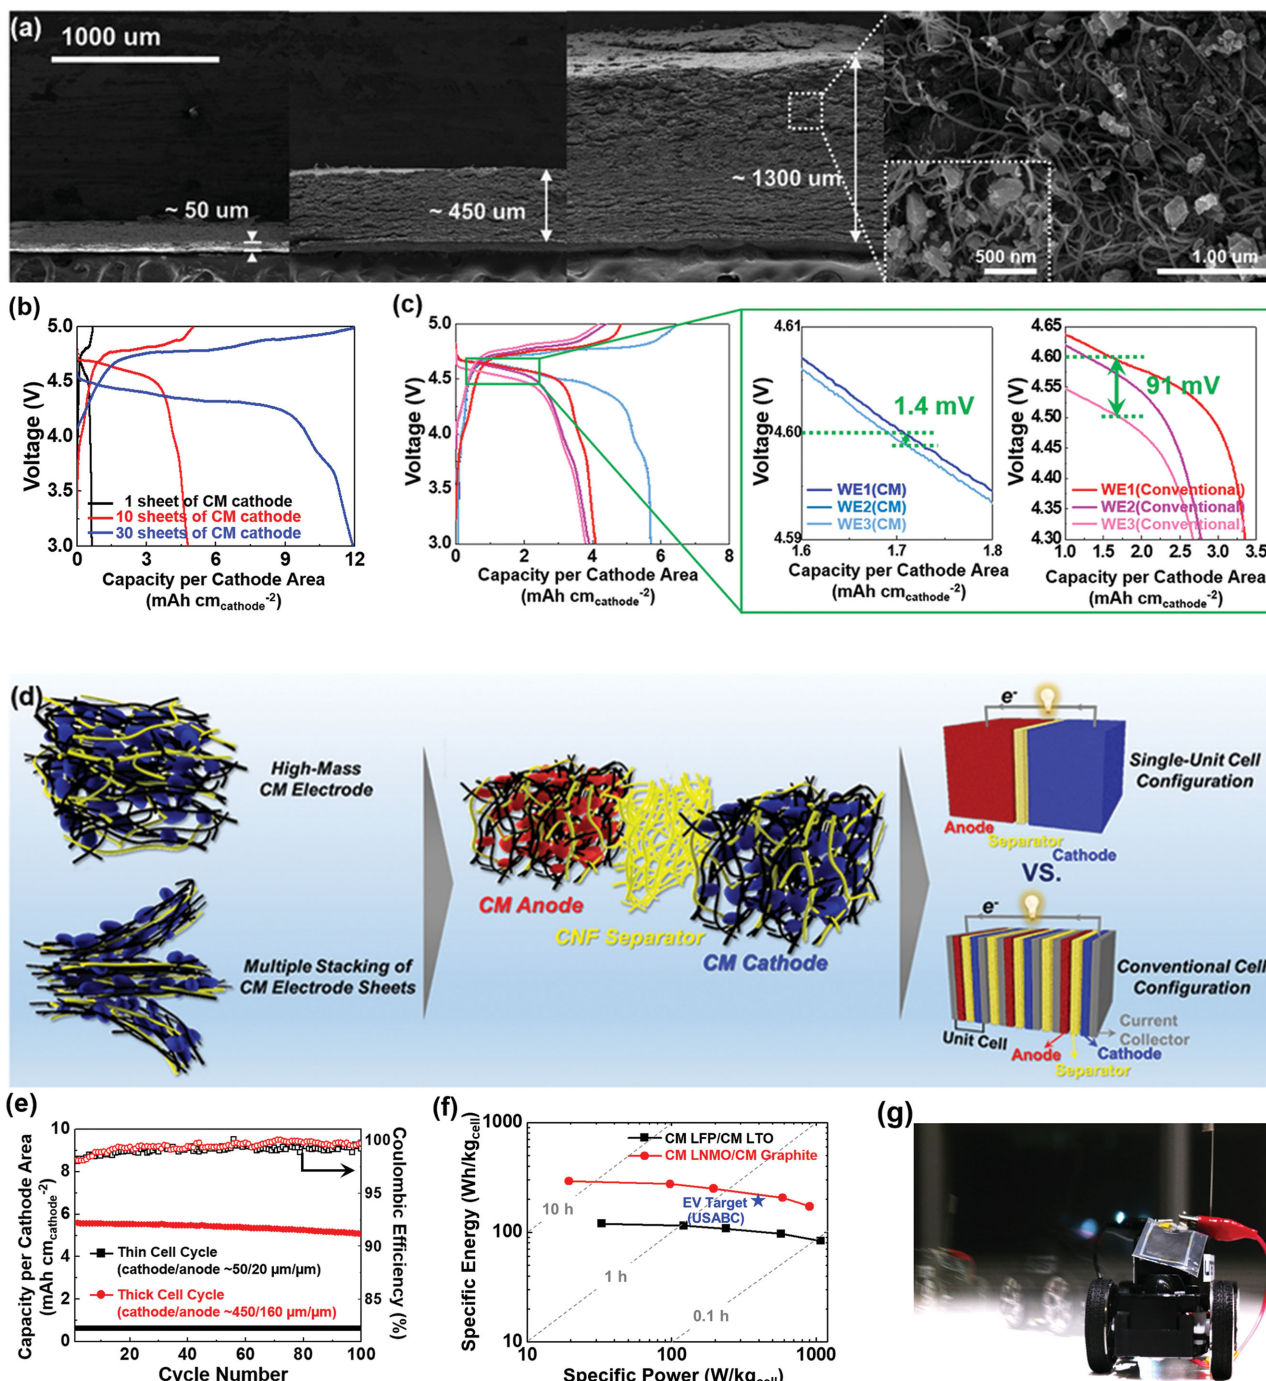 (a)
1000 um
~ 50 um
~ 450 um
~ 1300 um
500 nm
1.00 um
(b)
5.0
4.5
4.0
3.5
3.0
Voltage (V)
1 sheet of CM cathode
10 sheets of CM cathode
30 sheets of CM cathode
0 3 6 9 12
Capacity per Cathode Area
(mAh cm_cathode^-2)
(c)
5.0
4.5
4.0
3.5
3.0
Voltage (V)
0 2 4 6 8
Capacity per Cathode Area
(mAh cm_cathode^-2)
4.61
4.60
4.59
1.4 mV
WE1(CM)
WE2(CM)
WE3(CM)
1.6 1.7 1.8
Capacity per Cathode Area
(mAh cm_cathode^-2)
4.65
4.60
4.55
4.50
4.45
4.40
4.35
4.30
91 mV
WE1(Conventional)
WE2(Conventional)
WE3(Conventional)
1.0 1.5 2.0 2.5 3.0 3.5
Capacity per Cathode Area
(mAh cm_cathode^-2)
(d)
High-Mass
CM Electrode
Multiple Stacking of
CM Electrode Sheets
CM Anode
CNF Separator
CM Cathode
e-
Anode
Separator
Cathode
Single-Unit Cell
Configuration
VS.
e-
Conventional Cell
Configuration
Unit Cell
Current
Collector
Anode
Cathode
Separator
(e)
10
9
8
7
6
5
4
3
2
1
0
Capacity per Cathode Area
(mAh cm_cathode^-2)
100
95
90
85
Coulombic Efficiency (%)
Thin Cell Cycle
(cathode/anode ~50/20 µm/µm)
Thick Cell Cycle
(cathode/anode ~450/160 µm/µm)
20 40 60 80 100
Cycle Number
(f)
1000
100
10
Specific Energy (Wh/kg_cell)
CM LFP/CM LTO
CM LNMO/CM Graphite
EV Target
(USABC)
10 h
1 h
0.1 h
10 100 1000
Specific Power (W/kg_cell)
(g)